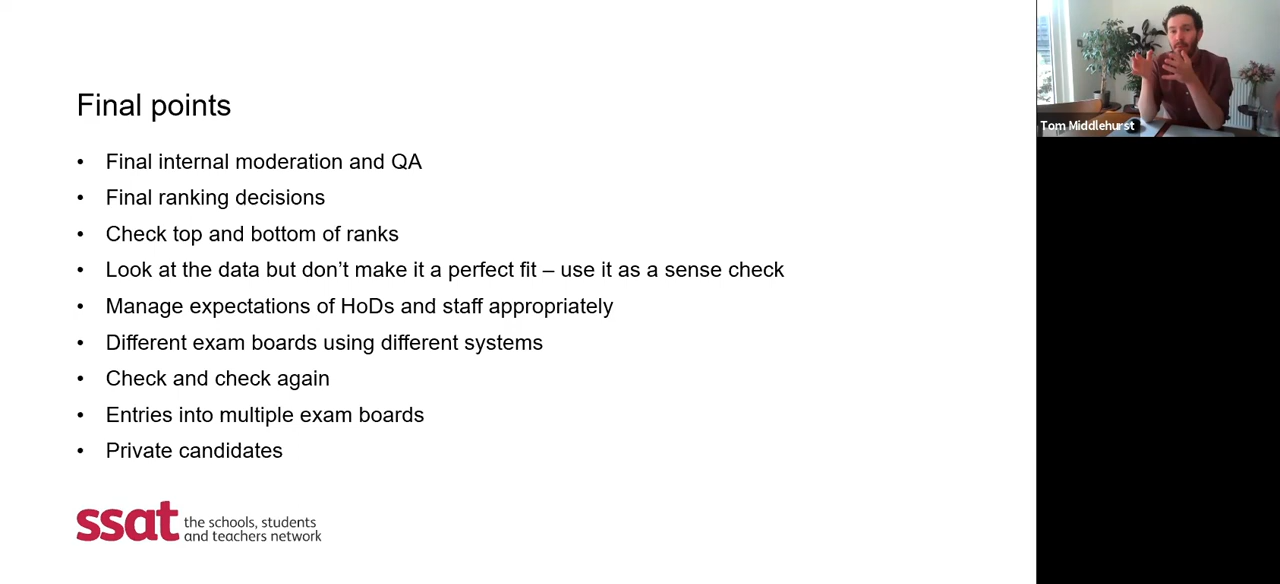 Final points
• Final internal moderation and QA
• Final ranking decisions
• Check top and bottom of ranks
• Look at the data but don’t make it a perfect fit – use it as a sense check
• Manage expectations of HoDs and staff appropriately
• Different exam boards using different systems
• Check and check again
• Entries into multiple exam boards
• Private candidates
ssat the schools, students
and teachers network
Tom Middlehurst